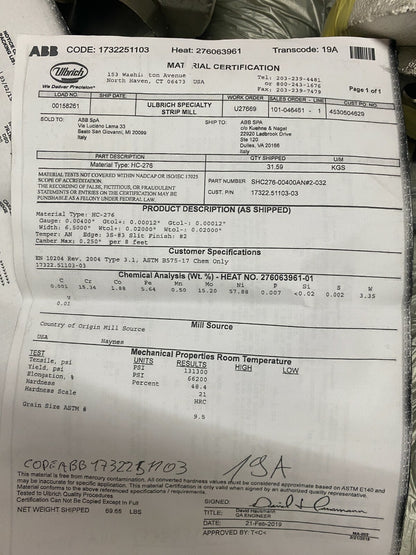 ABB CODE: 1732251103 Heat: 276063961 Transcode: 19A
Ulbrich
We Deliver Precision®
MATERIAL CERTIFICATION
153 Washington Avenue
North Haven, CT 06473 USA
Tel: 203-239-4481
or 800-243-1676
Fax: 203-239-7479
Page 1 of 1
LOAD NO. SHIP DATE WORK ORDER SALES ORDER - LINE CUST PO. NO.
00158261 ULBRICH SPECIALTY STRIP MILL U27669 101-046461 - 1 4530504629
SOLD TO: ABB SpA
Via Luciano Lama 33
Sesto San Giovanni, MI 20099
Italy
SHIP TO: ABB SPA
c/o Kuehne & Nagel
22920 Ladbrook Drive
Ste 120
Dulles, VA 20166
Italy
PART DESCRIPTION QTY SHIPPED U/M
Material Type: HC-276 31.59 KGS
MATERIAL TESTS NOT COVERED WITHIN NADCAP OR ISO/IEC 17025
SCOPE OF ACCREDITATION.
THE RECORDING OF FALSE, FICTITIOUS, OR FRAUDULENT
STATEMENTS OR ENTRIES ON THIS CERTIFICATION MAY BE
PUNISHABLE AS A FELONY UNDER FEDERAL LAW.
PART NUMBER SHC276-00400AN#2-032
CUST. P/N 17322.51103-03
PRODUCT DESCRIPTION (AS SHIPPED)
Material Type: HC-276
Gauge: 0.00400" Gtol+: 0.00012" Gtol-: 0.00012"
Width: 6.5000" Wtol+: 0.02000" Wtol-: 0.02000"
Temper: AN Edge: 3S-83 Slit Finish: #2
Camber Max: 0.250" per 8 feet
Customer Specifications
EN 10204 Rev. 2004 Type 3.1, ASTM B575-17 Chem Only
17322.51103-03
Chemical Analysis (Wt. %) - HEAT NO. 276063961-01
C Cr Co Fe Mn Mo Ni P Si S W
0.001 15.34 1.88 5.64 0.50 15.20 57.88 0.007 <0.02 0.002 3.35
V
0.01
Mill Source
Country of Origin Mill Source
USA Haynes
Mechanical Properties Room Temperature
TEST UNITS RESULTS HIGH LOW
Tensile, psi PSI 131300
Yield, psi PSI 66200
Elongation, % Percent 48.4
Hardness 21
Hardness Scale HRC
Grain Size ASTM # 9.5
CODE ABB 1732251103 19A
This material is free from mercury contamination. All converted hardness values must be considered approximate based on ASTM E140 and
may be inaccurate for specific application. This material certification is only valid when signed by an authorized quality representative.
Material Conforms to the above referenced specifications / requirements.
Tested to Ulbrich Quality Procedures
Certification Can Not Be Copied Except in Full
NET WEIGHT SHIPPED 69.65 LBS
SIGNED:
TITLE: David Hausmann
QA ENGINEER
DATE: 21-Feb-2019
APPROVED BY: T<C<